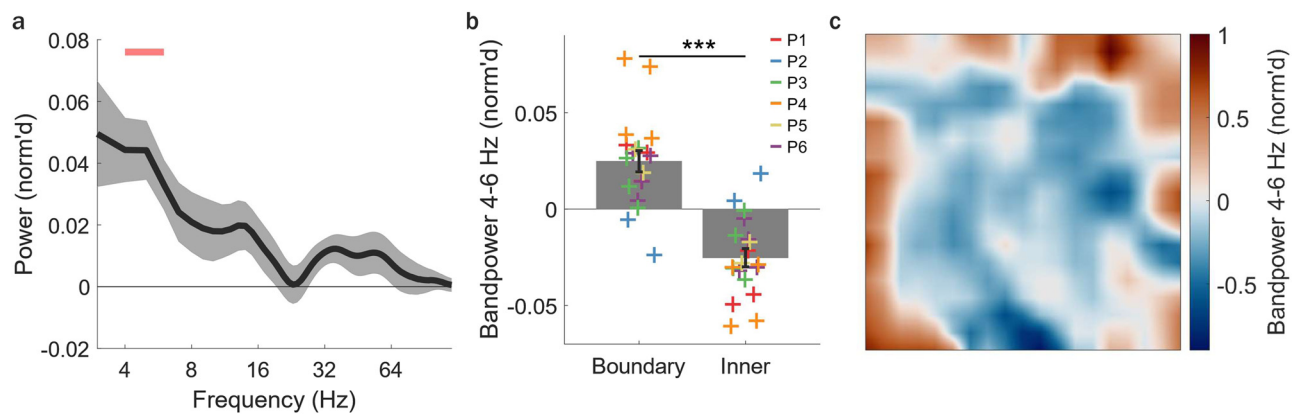 a
Power (norm'd)
0.08
0.06
0.04
0.02
0
-0.02
4 8 16 32 64
Frequency (Hz)
b
Bandpower 4-6 Hz (norm'd)
0.05
0
-0.05
***
P1
P2
P3
P4
P5
P6
Boundary Inner
c
1
0.5
0
-0.5
Bandpower 4-6 Hz (norm'd)